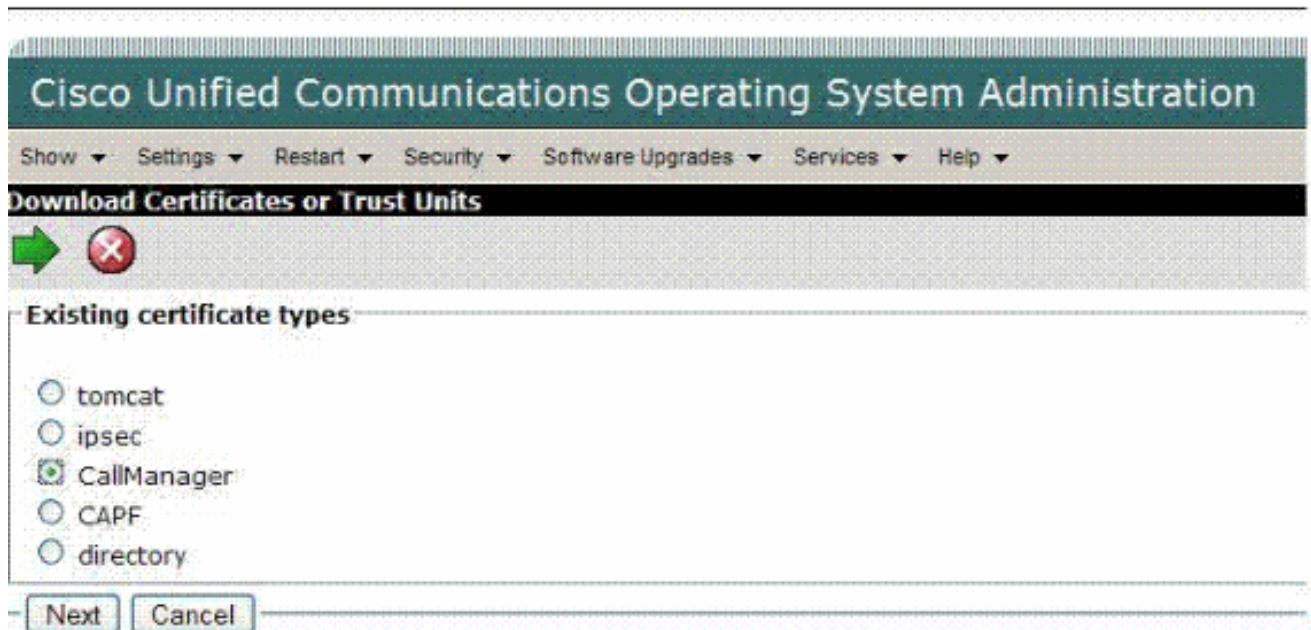 Cisco Unified Communications Operating System Administration
Show Settings Restart Security Software Upgrades Services Help
Download Certificates or Trust Units
Existing certificate types
tomcat
ipsec
CallManager
CAPF
directory
Next Cancel